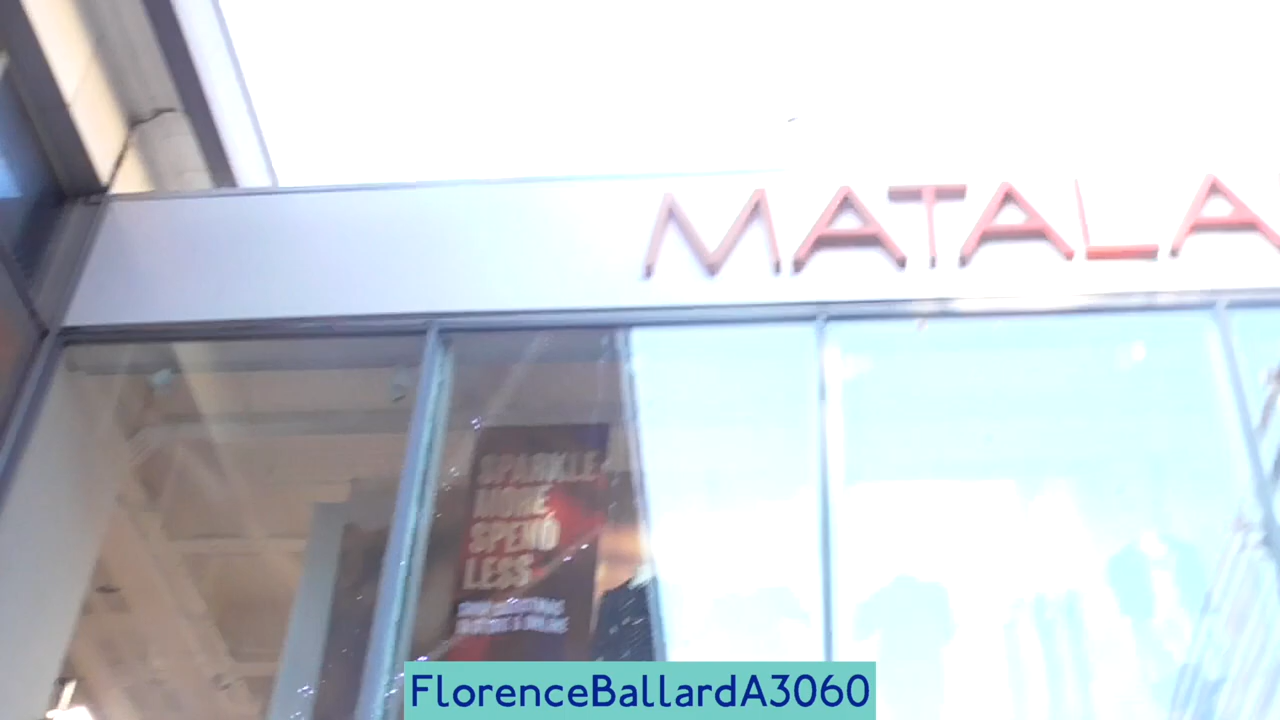 MATALA
SPARKLE
MORE
SPEND
LESS
FlorenceBallardA3060